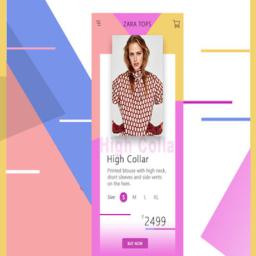 ZARA TOPS
High Colla
High Collar
Printed blouse with high neck,
short sleeves and side vents
on the hem.
Size S M L XL
2499
BUY NOW